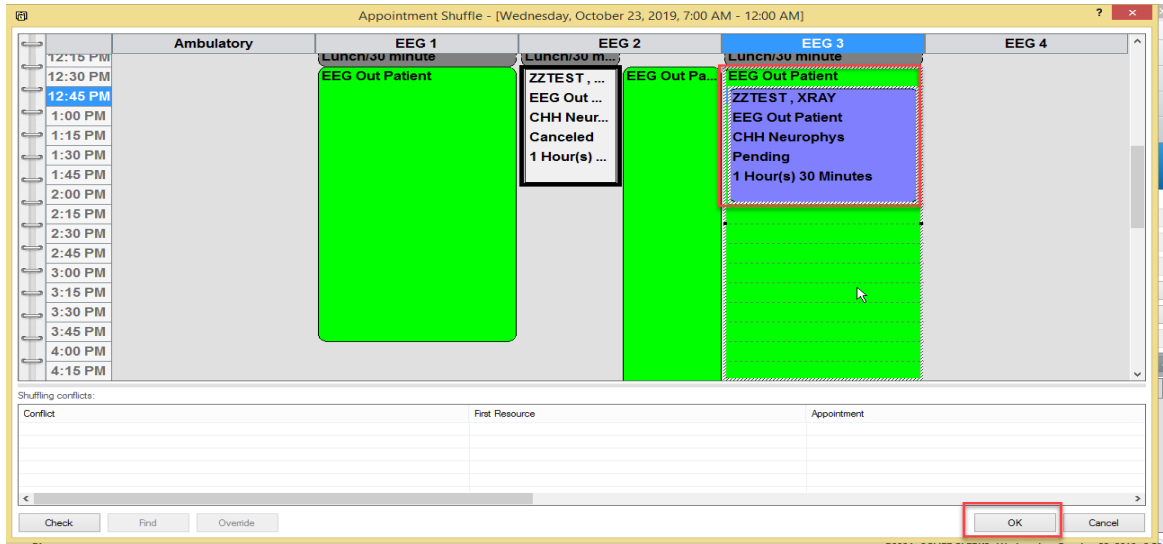 Appointment Shuffle - [Wednesday, October 23, 2019, 7:00 AM - 12:00 AM]
? ×
Ambulatory EEG 1 EEG 2 EEG 3 EEG 4
12:15 PM Lunch/30 minute Lunch/30 m... Lunch/30 minute
12:30 PM EEG Out Patient ZZTEST , ... EEG Out Pa... EEG Out Patient
12:45 PM EEG Out ... ZZTEST , XRAY
1:00 PM CHH Neur... EEG Out Patient
1:15 PM Canceled CHH Neurophys
1:30 PM 1 Hour(s) ... Pending
1:45 PM 1 Hour(s) 30 Minutes
2:00 PM
2:15 PM
2:30 PM
2:45 PM
3:00 PM
3:15 PM
3:30 PM
3:45 PM
4:00 PM
4:15 PM
Shuffling conflicts:
Conflict First Resource Appointment
Check Find Override OK Cancel